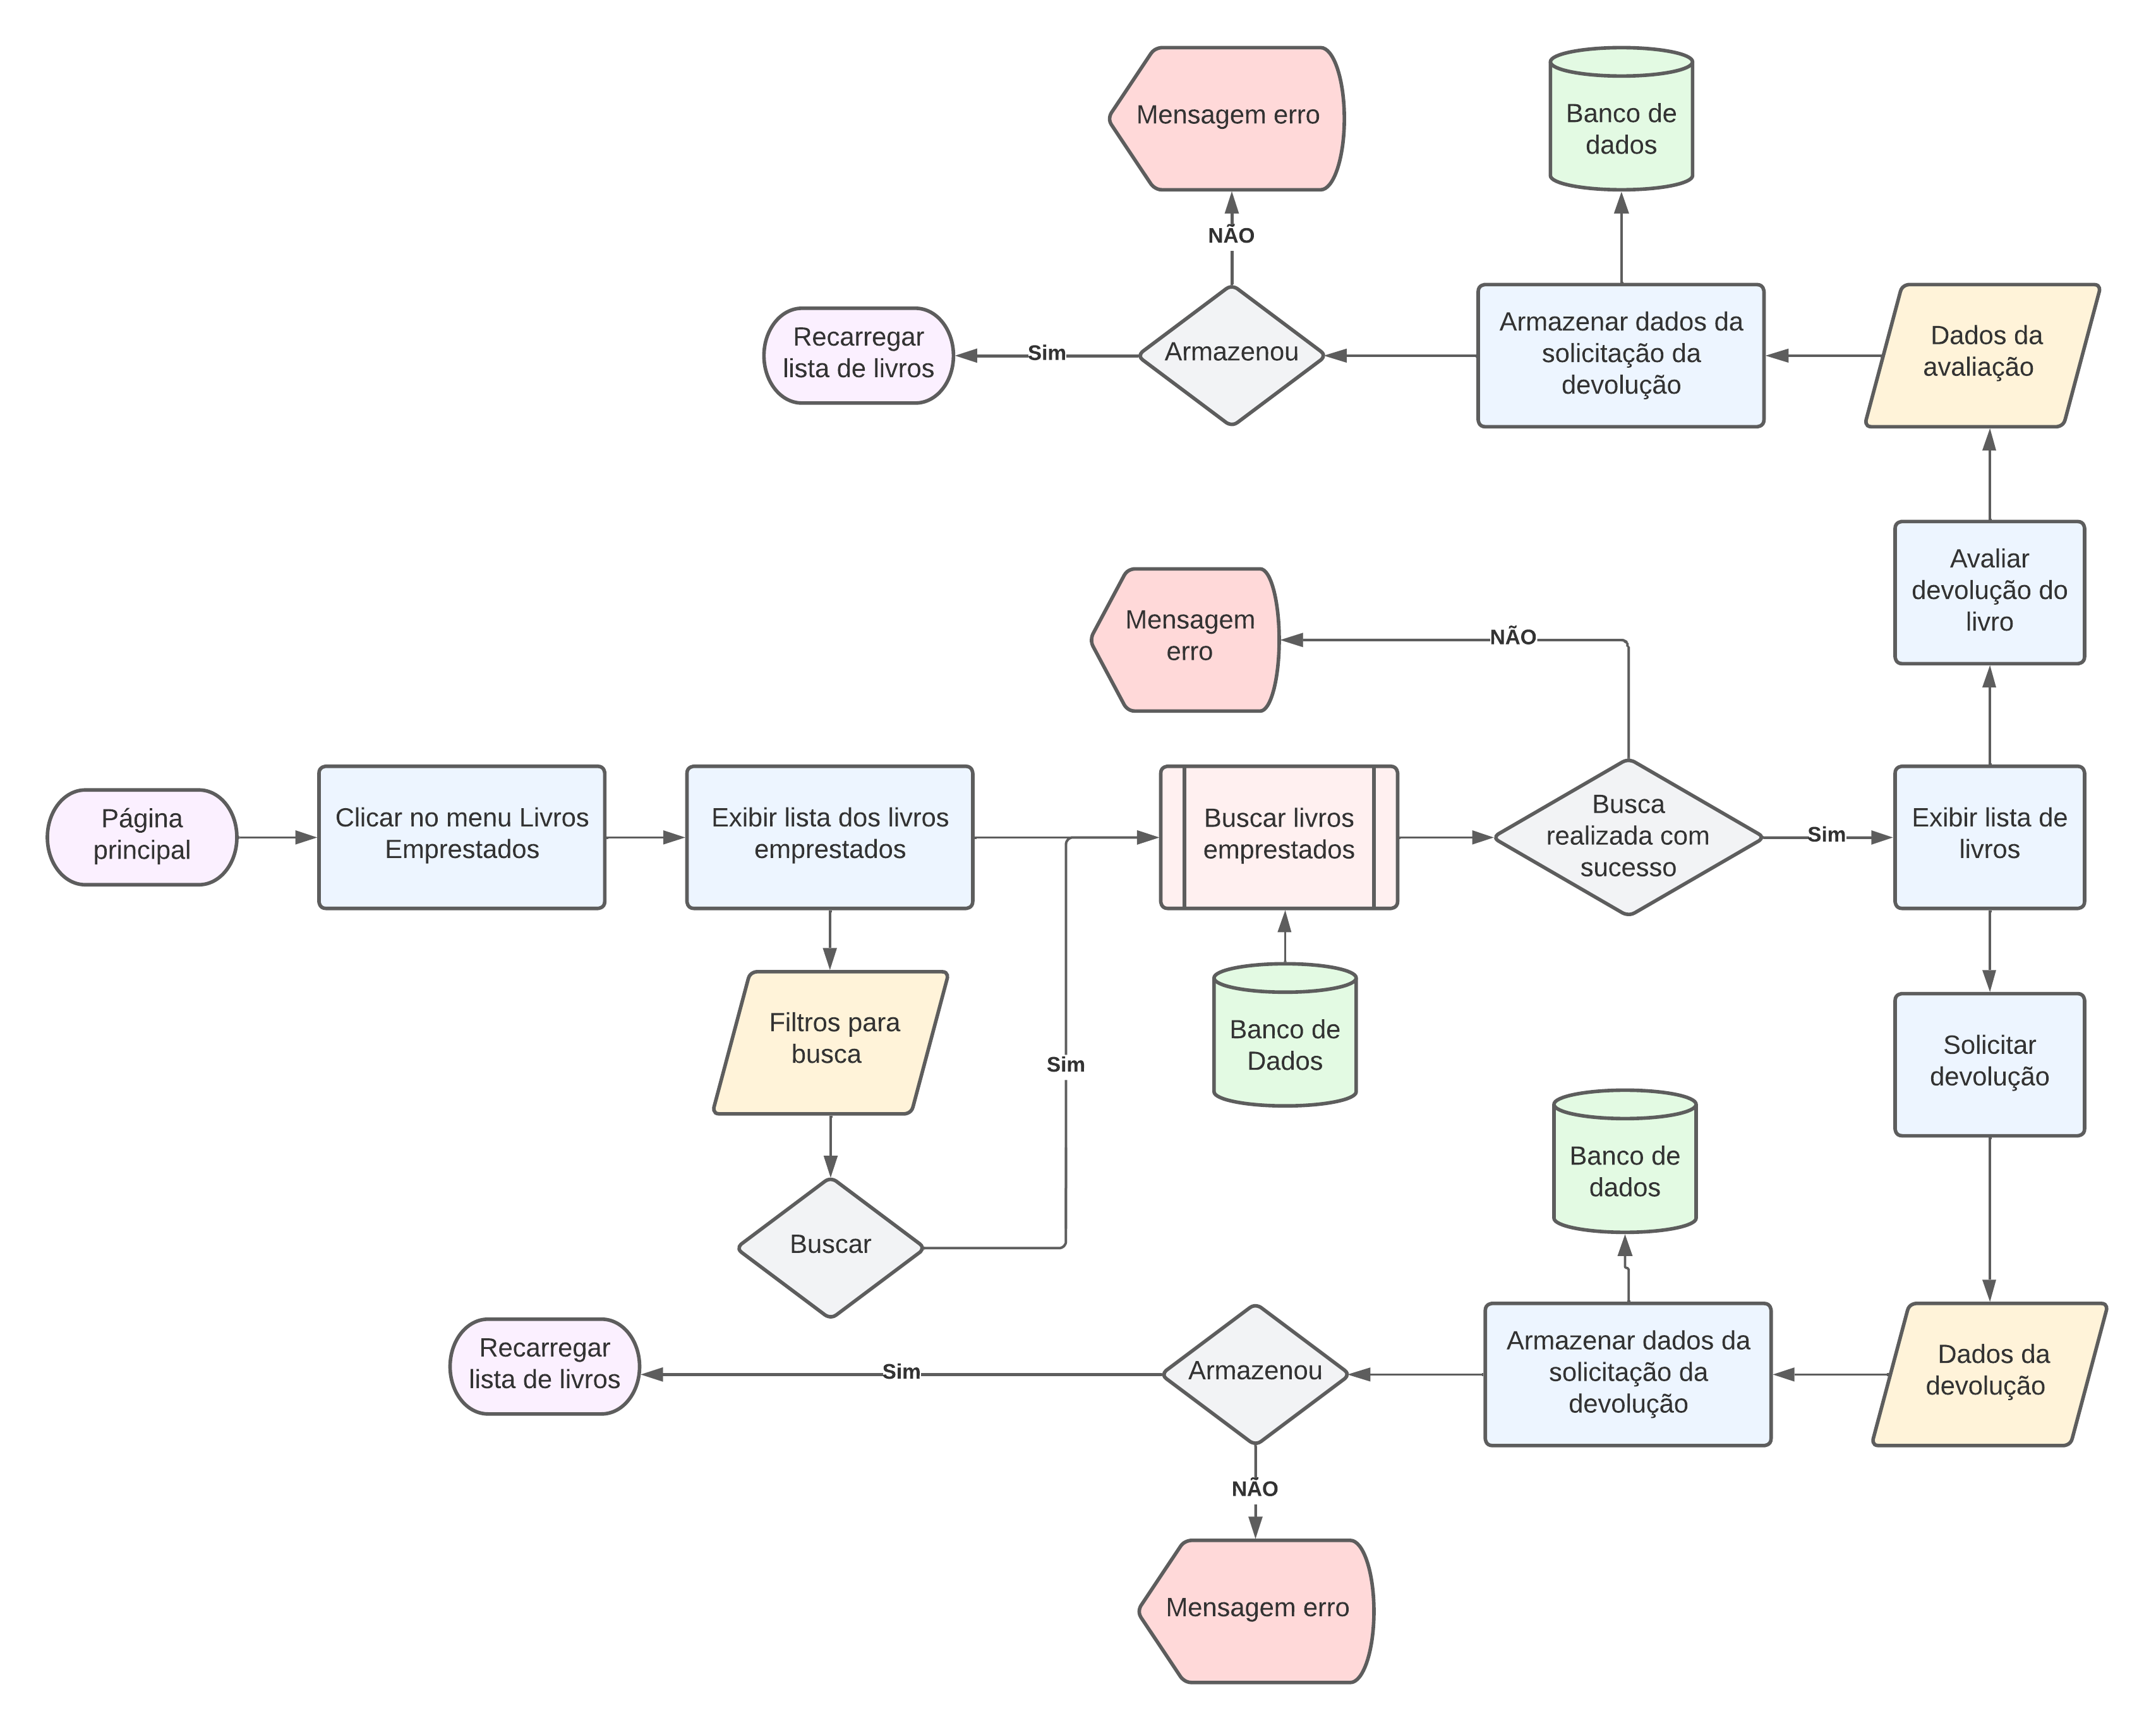 Mensagem erro
Banco de
dados
NÃO
Recarregar
lista de livros
Sim
Armazenou
Armazenar dados da
solicitação da
devolução
Dados da
avaliação
Avaliar
devolução do
livro
Mensagem
erro
NÃO
Página
principal
Clicar no menu Livros
Emprestados
Exibir lista dos livros
emprestados
Buscar livros
emprestados
Busca
realizada com
sucesso
Sim
Exibir lista de
livros
Filtros para
busca
Sim
Banco de
Dados
Solicitar
devolução
Banco de
dados
Buscar
Recarregar
lista de livros
Sim
Armazenou
Armazenar dados da
solicitação da
devolução
Dados da
devolução
NÃO
Mensagem erro